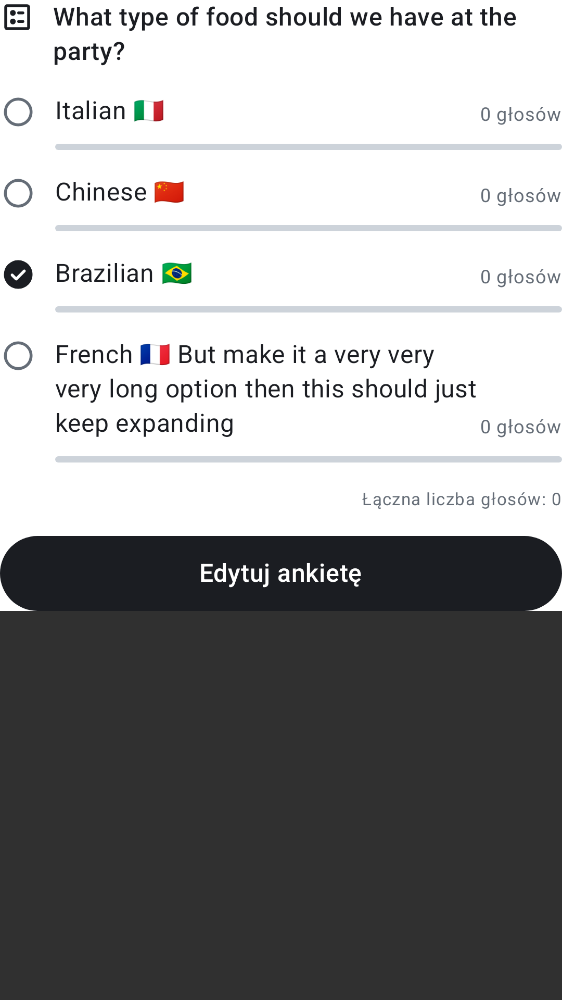 What type of food should we have at the
party?
Italian 🇮🇹
0 głosów
Chinese 🇨🇳
0 głosów
Brazilian 🇧🇷
0 głosów
French 🇫🇷 But make it a very very
very long option then this should just
keep expanding
0 głosów
Łączna liczba głosów: 0
Edytuj ankietę